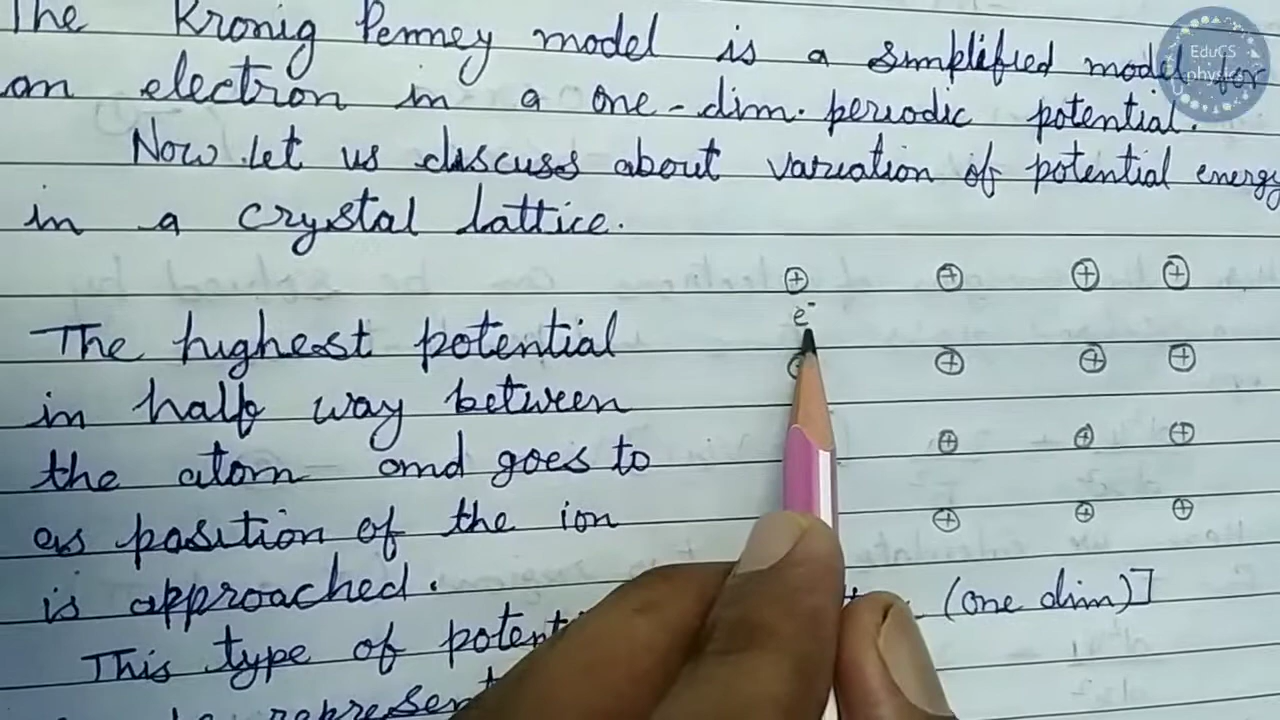 The Kronig Penney model is a simplified model for
an electron in a one-dim. periodic potential.
Now let us discuss about variation of potential energy
in a crystal lattice.
The highest potential
in half way between
the atom and goes to
as position of the ion
is approached.
This type of
(one dim)]
e⁻
EduCS
physics